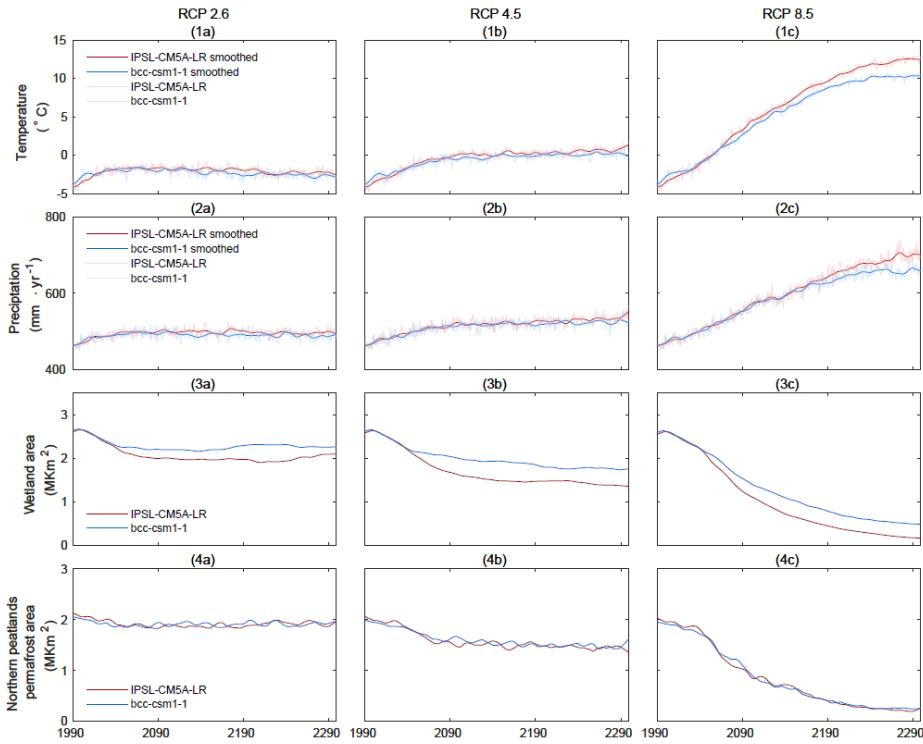 RCP 2.6 RCP 4.5 RCP 8.5
(1a) (1b) (1c)
Temperature
(°C)
15
10
5
0
-5
IPSL-CM5A-LR smoothed
bcc-csm1-1 smoothed
IPSL-CM5A-LR
bcc-csm1-1
(2a) (2b) (2c)
Preciptation
(mm · yr⁻¹)
800
600
400
IPSL-CM5A-LR smoothed
bcc-csm1-1 smoothed
IPSL-CM5A-LR
bcc-csm1-1
(3a) (3b) (3c)
Wetland area
(MKm²)
3
2
1
0
IPSL-CM5A-LR
bcc-csm1-1
(4a) (4b) (4c)
Northern peatlands
permafrost area
(MKm²)
3
2
1
0
IPSL-CM5A-LR
bcc-csm1-1
1990 2090 2190 2290 1990 2090 2190 2290 1990 2090 2190 2290